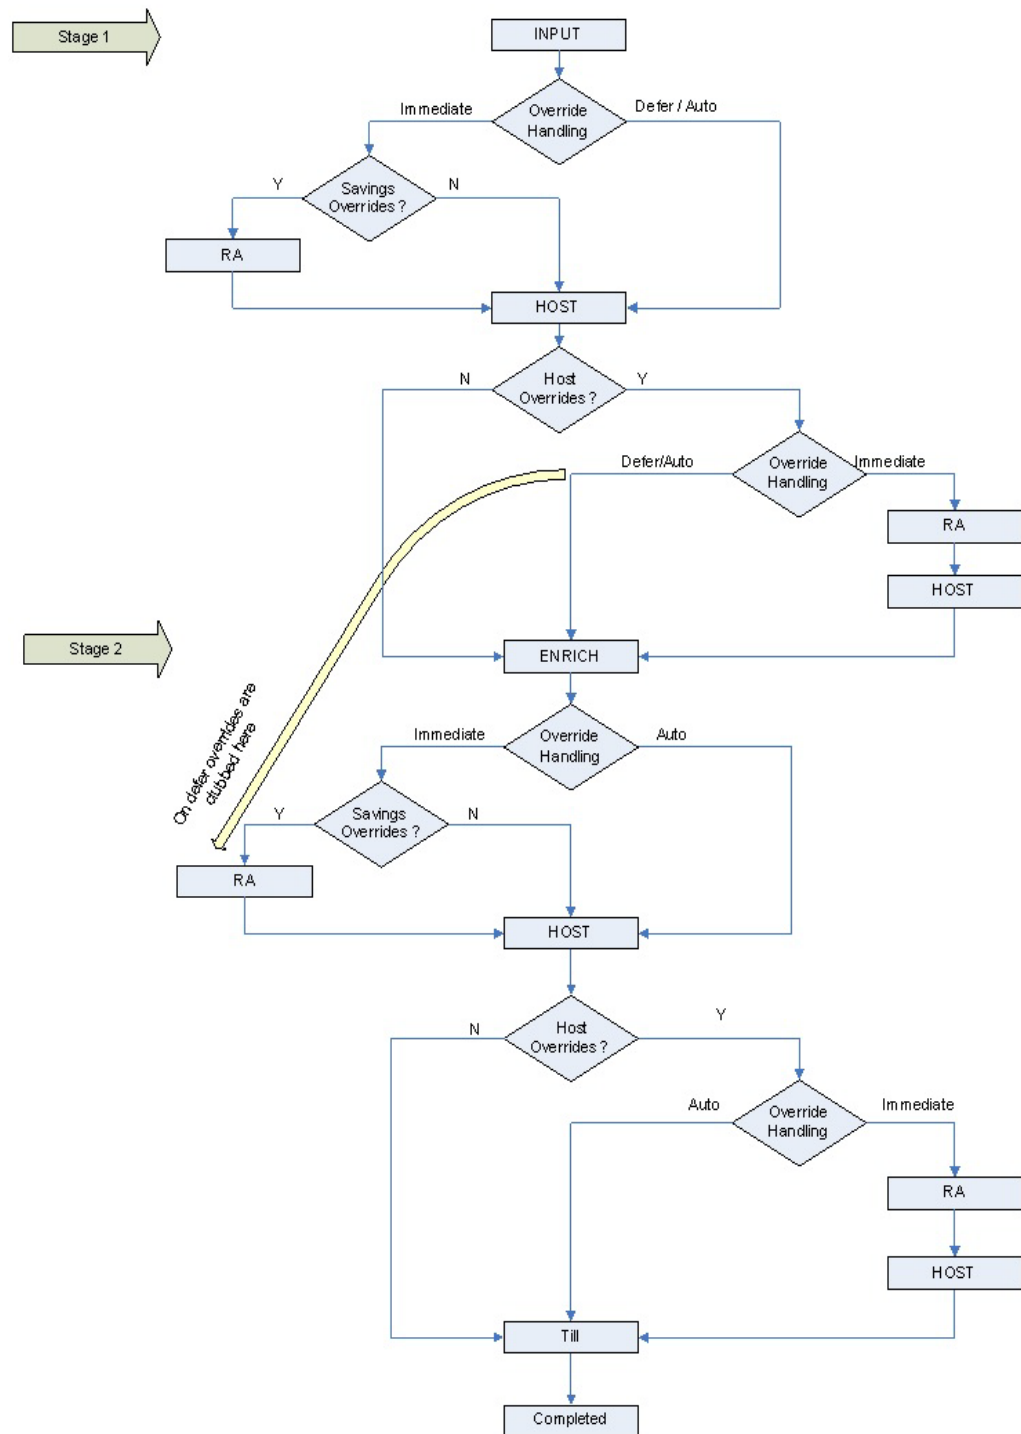 Stage 1
INPUT
Immediate
Override
Handling
Defer / Auto
Y
Savings
Overrides ?
N
RA
HOST
N
Host
Overrides ?
Y
Defer/Auto
Override
Handling
Immediate
RA
HOST
Stage 2
ENRICH
On defer overrides are
clubbed here
Immediate
Override
Handling
Auto
Y
Savings
Overrides ?
N
RA
HOST
N
Host
Overrides ?
Y
Auto
Override
Handling
Immediate
RA
HOST
Till
Completed